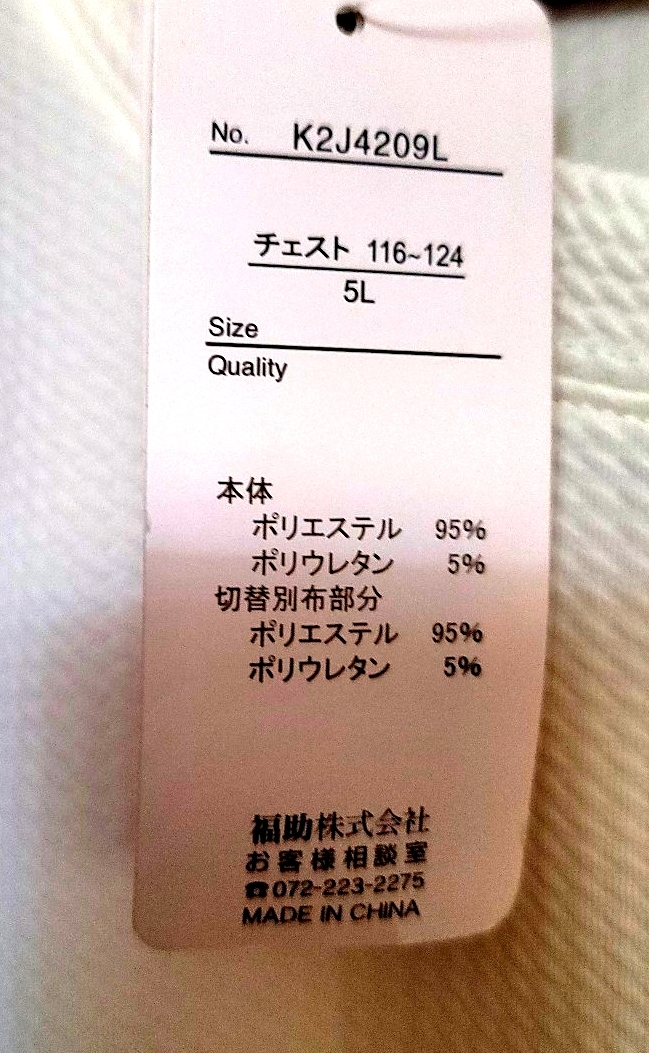 No. K2J4209L
チェスト 116~124
5L
Size
Quality
本体
ポリエステル 95%
ポリウレタン 5%
切替別布部分
ポリエステル 95%
ポリウレタン 5%
福助株式会社
お客様相談室
☎072-223-2275
MADE IN CHINA